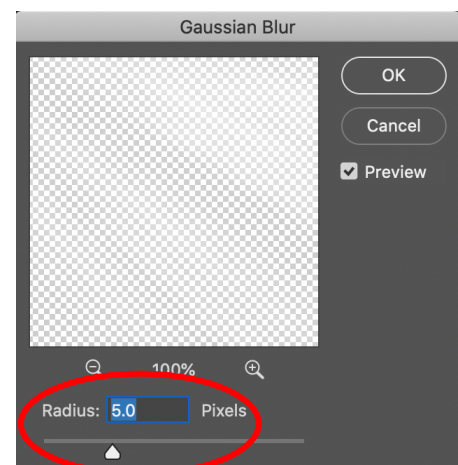 Gaussian Blur
OK
Cancel
Preview
100%
Radius: 5.0 Pixels